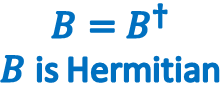 B = B†
B is Hermitian